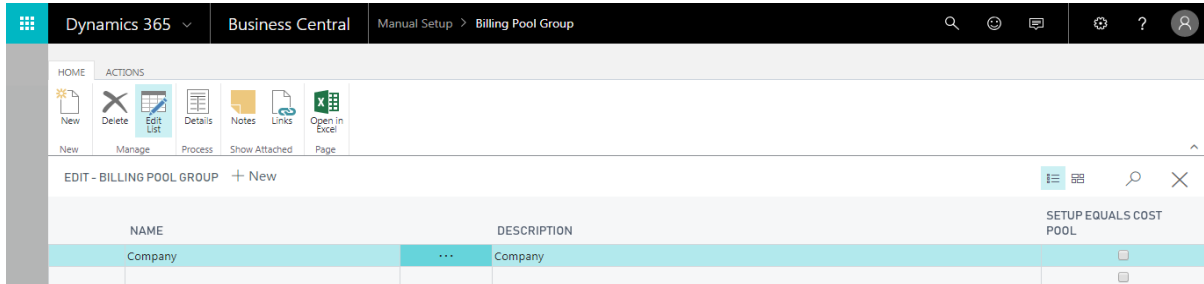 Dynamics 365 Business Central Manual Setup > Billing Pool Group ?
HOME ACTIONS
New Delete Edit List Details Notes Links Open in Excel
New Manage Process Show Attached Page
EDIT - BILLING POOL GROUP + New
NAME DESCRIPTION SETUP EQUALS COST POOL
Company ... Company